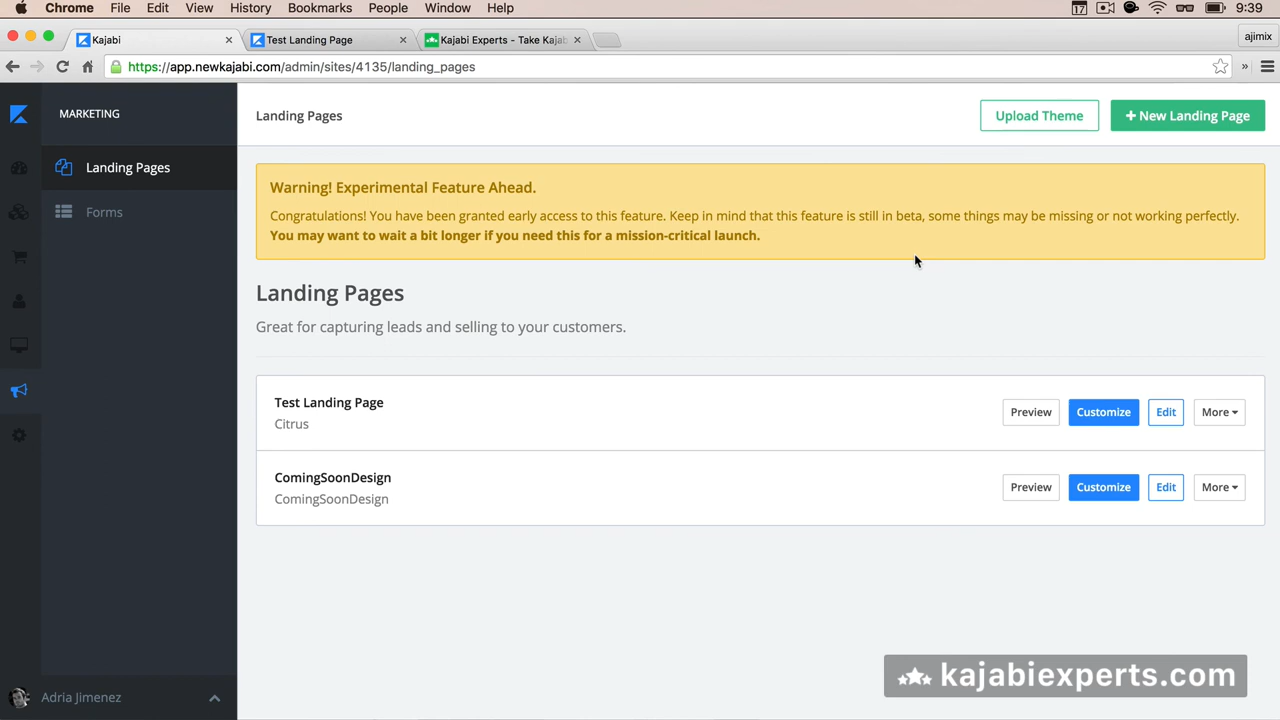 Chrome File Edit View History Bookmarks People Window Help 9:39
Kajabi Test Landing Page Kajabi Experts - Take Kajab ajimix
https://app.newkajabi.com/admin/sites/4135/landing_pages »
MARKETING
Landing Pages
Forms
Adria Jimenez
Landing Pages Upload Theme + New Landing Page
Warning! Experimental Feature Ahead.
Congratulations! You have been granted early access to this feature. Keep in mind that this feature is still in beta, some things may be missing or not working perfectly.
You may want to wait a bit longer if you need this for a mission-critical launch.
Landing Pages
Great for capturing leads and selling to your customers.
Test Landing Page
Citrus
Preview Customize Edit More
ComingSoonDesign
ComingSoonDesign
Preview Customize Edit More
kajabiexperts.com